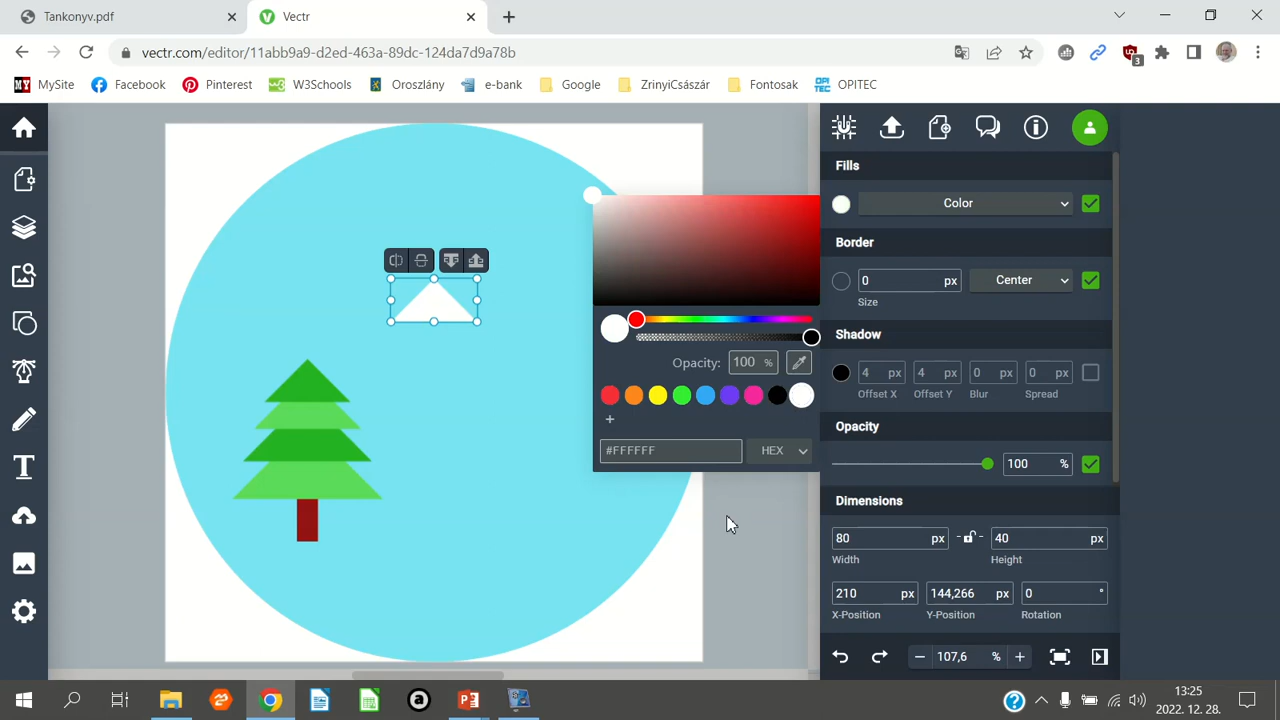 Tankonyv.pdf
Vectr
vectr.com/editor/11abb9a9-d2ed-463a-89dc-124da7d9a78b
3
MySite Facebook Pinterest W3Schools Oroszlány e-bank Google ZrinyiCsászár Fontosak OPITEC
Fills
Color
Border
0 px Center
Size
Shadow
4 px 4 px 0 px 0 px
Offset X Offset Y Blur Spread
Opacity: 100 %
#FFFFFF HEX
Opacity
100 %
Dimensions
80 px 40 px
Width Height
210 px 144,266 px 0 °
X-Position Y-Position Rotation
107,6 %
13:25
2022. 12. 28.